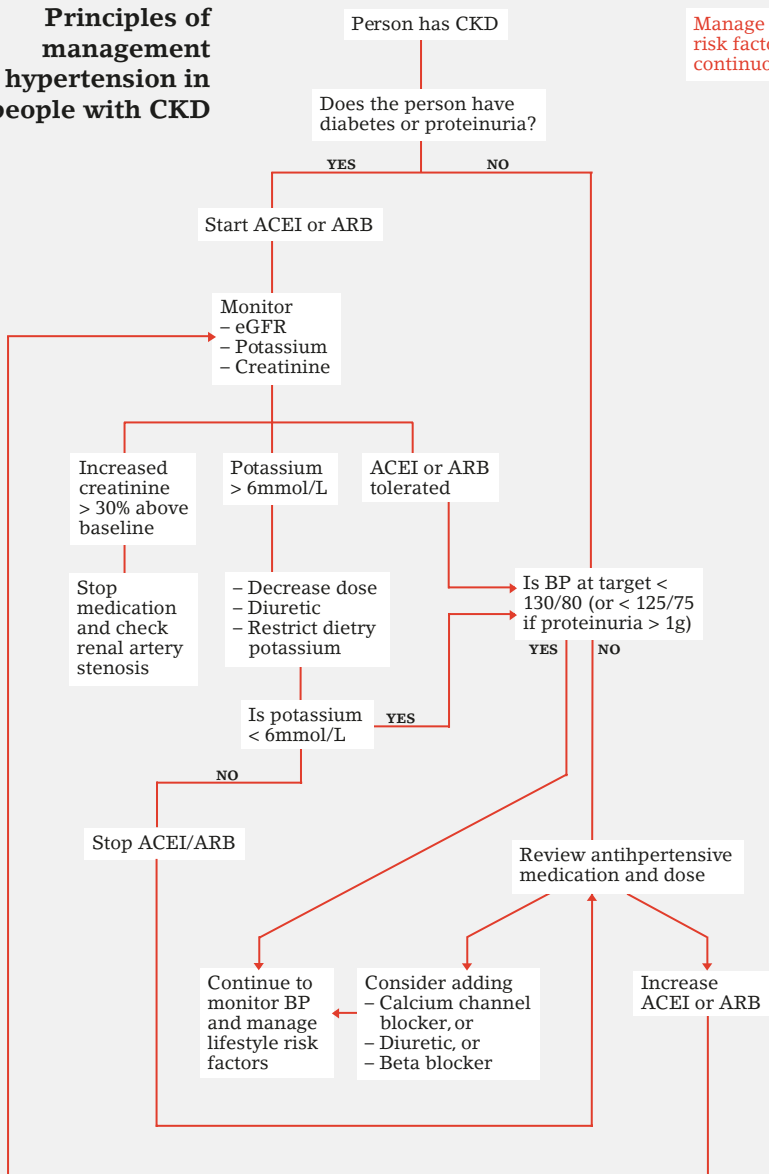 Principles of
management
hypertension in
people with CKD
Person has CKD
Manage
risk
Does the person have
diabetes or proteinuria?
YES
NO
Start ACEI or ARB
Monitor
– eGFR
– Potassium
– Creatinine
Increased
creatinine
> 30% above
baseline
Potassium
> 6mmol/L
ACEI or ARB
tolerated
Stop
medication
and check
renal artery
stenosis
– Decrease dose
– Diuretic
– Restrict dietry
potassium
Is BP at target <
130/80 (or < 125/75
if proteinuria > 1g)
YES
NO
Is potassium
< 6mmol/L
YES
NO
Stop ACEI/ARB
Review antihpertensive
medication and dose
Continue to
monitor BP
and manage
lifestyle risk
factors
Consider adding
– Calcium channel
blocker, or
– Diuretic, or
– Beta blocker
Increase
ACEI or ARB